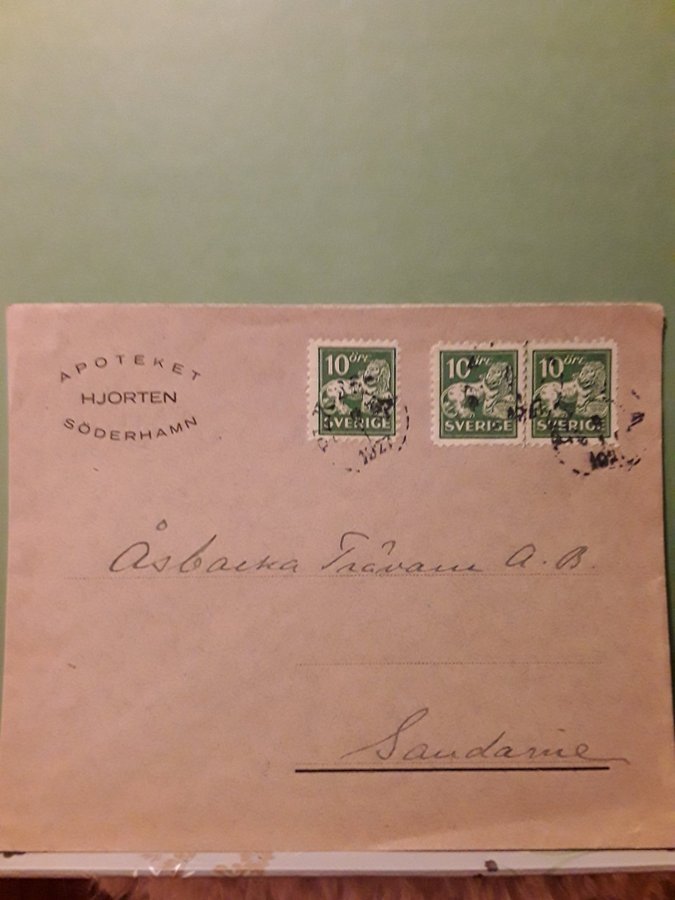 APOTEKET
HJORTEN
SÖDERHAMN
10 ÖRE
SVERIGE
10 ÖRE
SVERIGE
10 ÖRE
SVERIGE
Åsbacka Trävaru A.B.
Sandarne